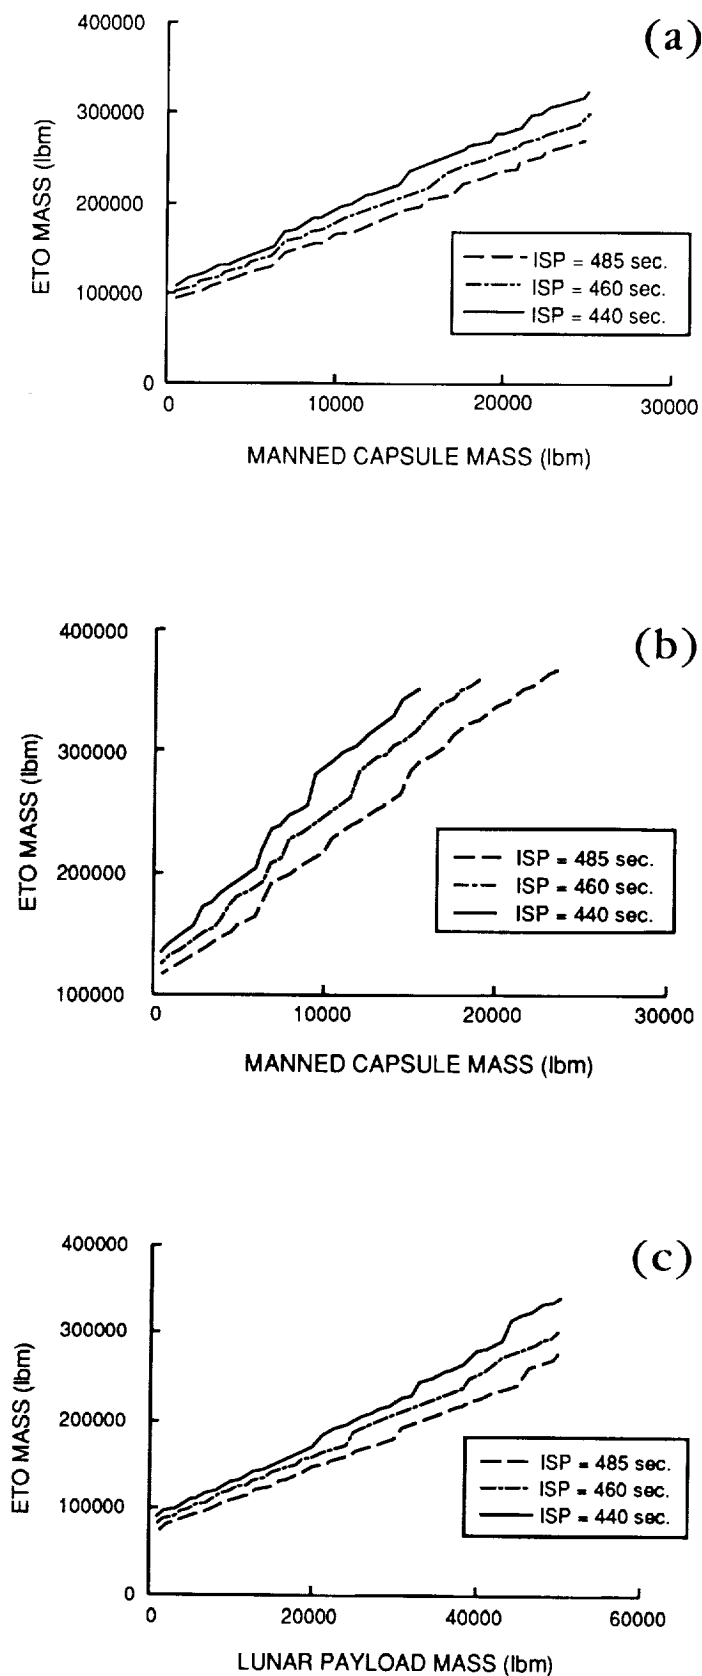 (a)
400000
300000
200000
100000
0
ETO MASS (lbm)
ISP = 485 sec.
ISP = 460 sec.
ISP = 440 sec.
0 10000 20000 30000
MANNED CAPSULE MASS (lbm)
(b)
400000
300000
200000
100000
ETO MASS (lbm)
ISP = 485 sec.
ISP = 460 sec.
ISP = 440 sec.
0 10000 20000 30000
MANNED CAPSULE MASS (lbm)
(c)
400000
300000
200000
100000
0
ETO MASS (lbm)
ISP = 485 sec.
ISP = 460 sec.
ISP = 440 sec.
0 20000 40000 60000
LUNAR PAYLOAD MASS (lbm)